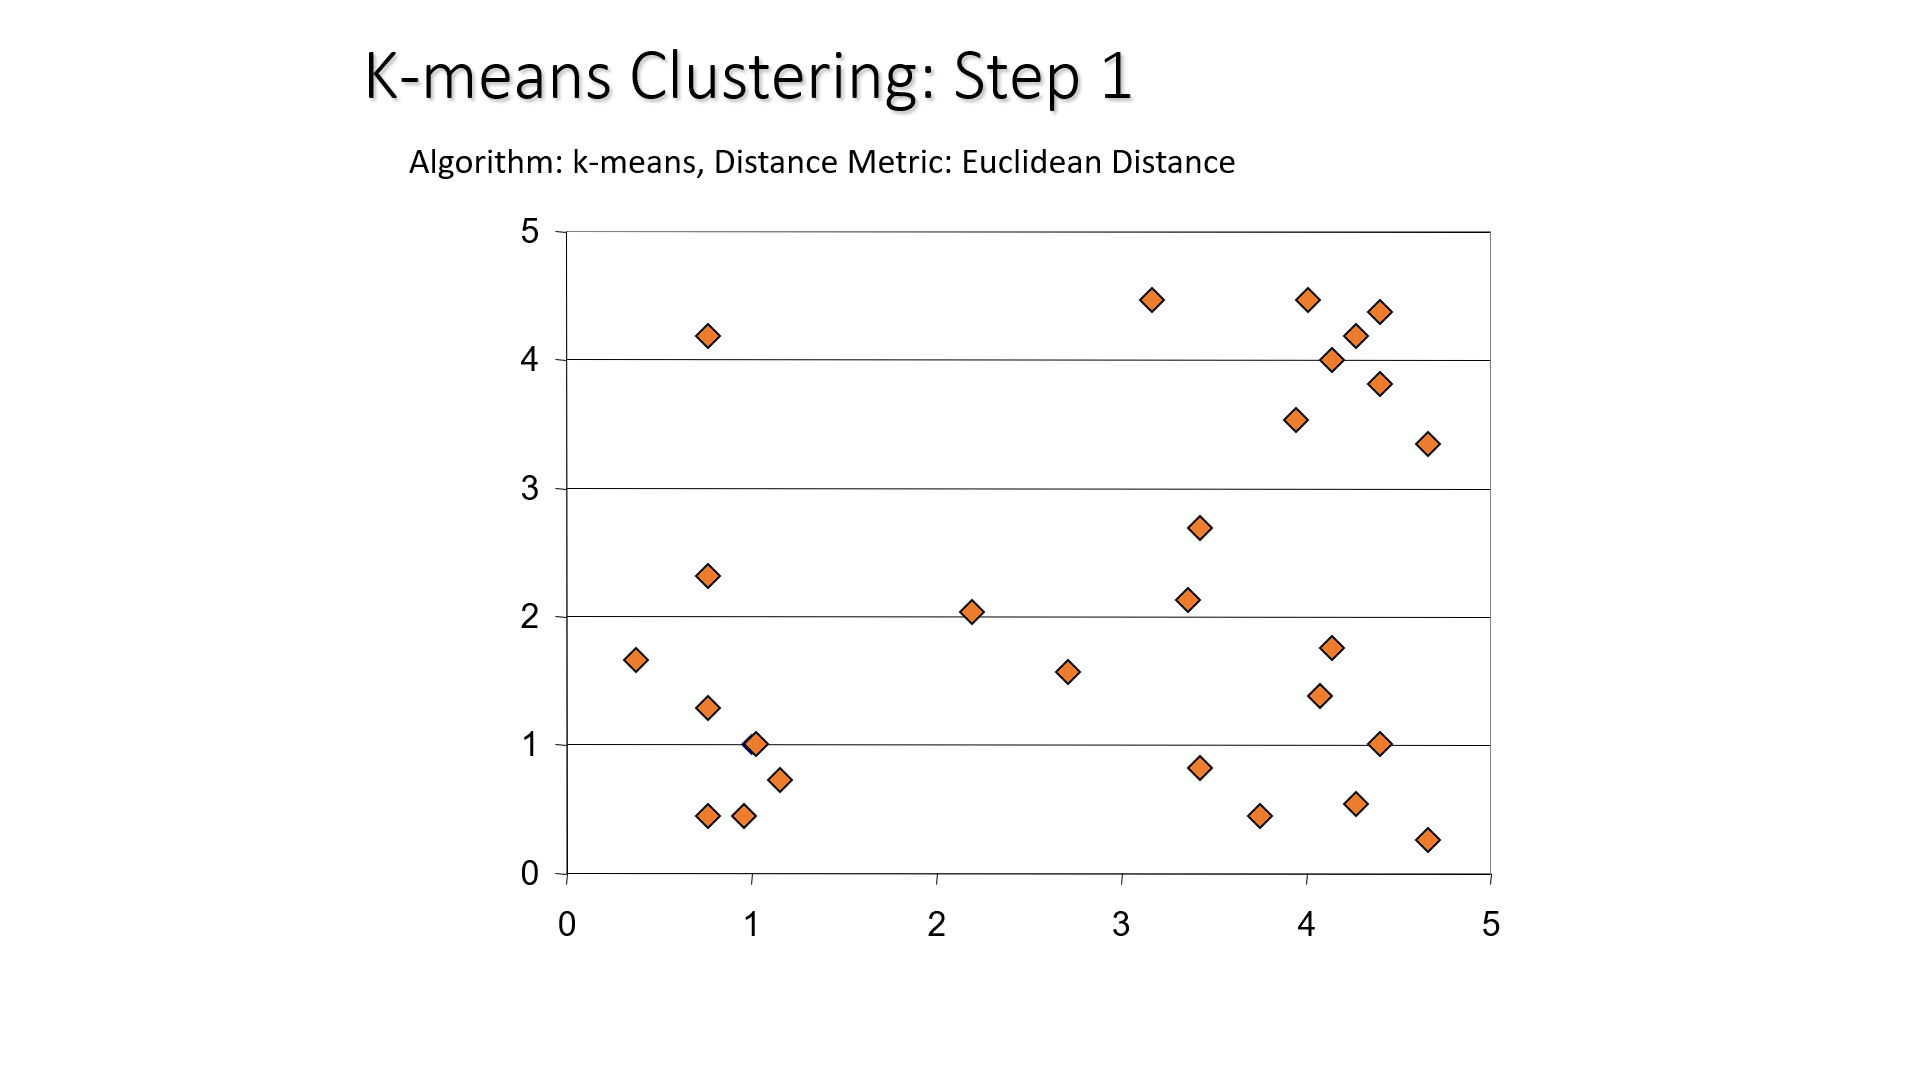 K-means Clustering: Step 1
Algorithm: k-means, Distance Metric: Euclidean Distance
5
4
3
2
1
0
0 1 2 3 4 5